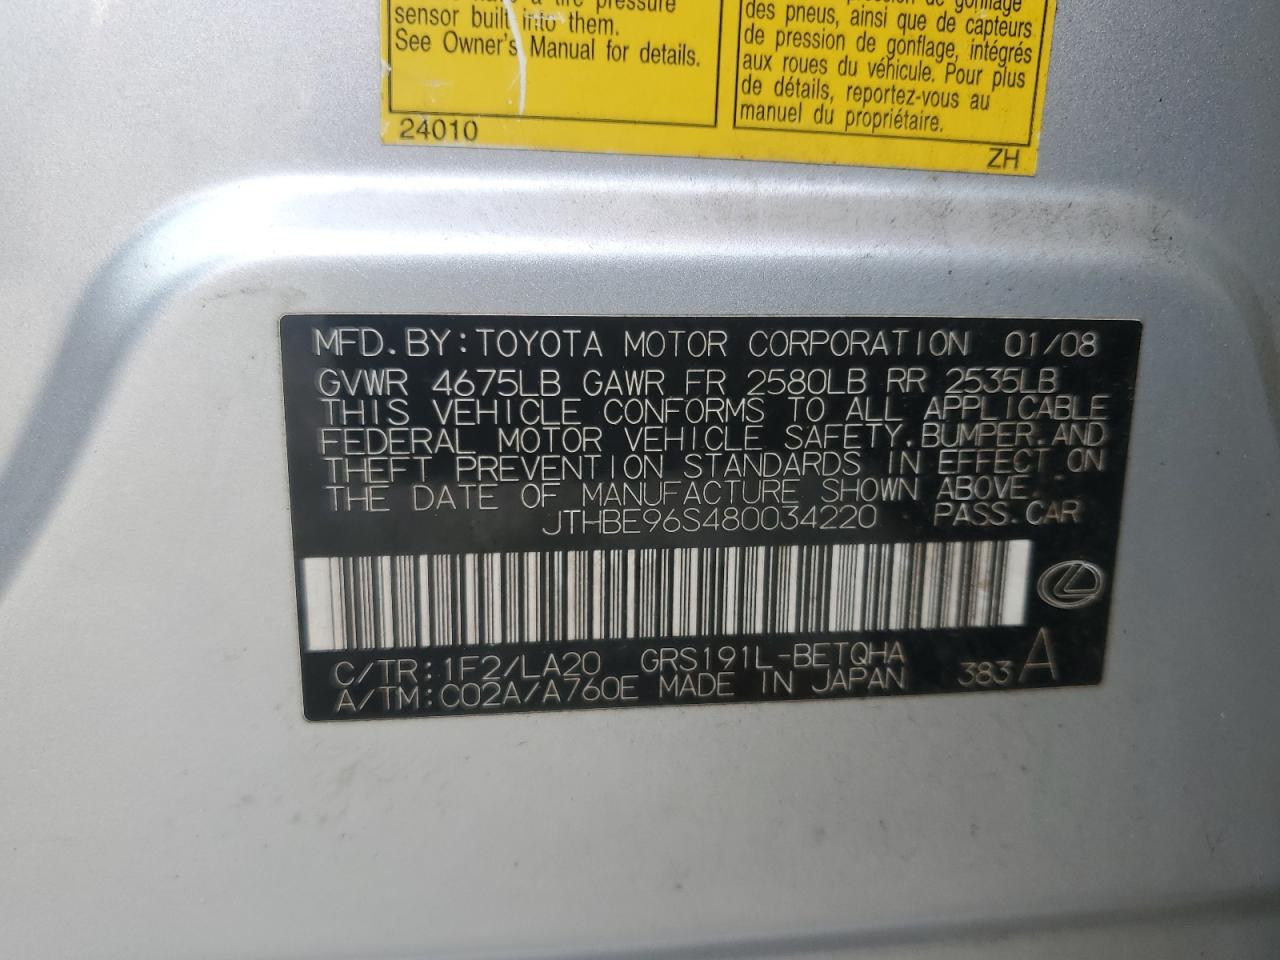 a tire pressure
sensor built into them.
See Owner's Manual for details.
24010
de gonflage
des pneus, ainsi que de capteurs
de pression de gonflage, intégrés
aux roues du véhicule. Pour plus
de détails, reportez-vous au
manuel du propriétaire.
ZH
MFD. BY: TOYOTA MOTOR CORPORATION 01/08
GVWR 4675LB GAWR FR 2580LB RR 2535LB
THIS VEHICLE CONFORMS TO ALL APPLICABLE
FEDERAL MOTOR VEHICLE SAFETY, BUMPER, AND
THEFT PREVENTION STANDARDS IN EFFECT ON
THE DATE OF MANUFACTURE SHOWN ABOVE.
JTHBE96S480034220 PASS. CAR
C/TR: 1F2/LA20 GRS191L-BETQHA
A/TM: C02A/A760E MADE IN JAPAN 383 A